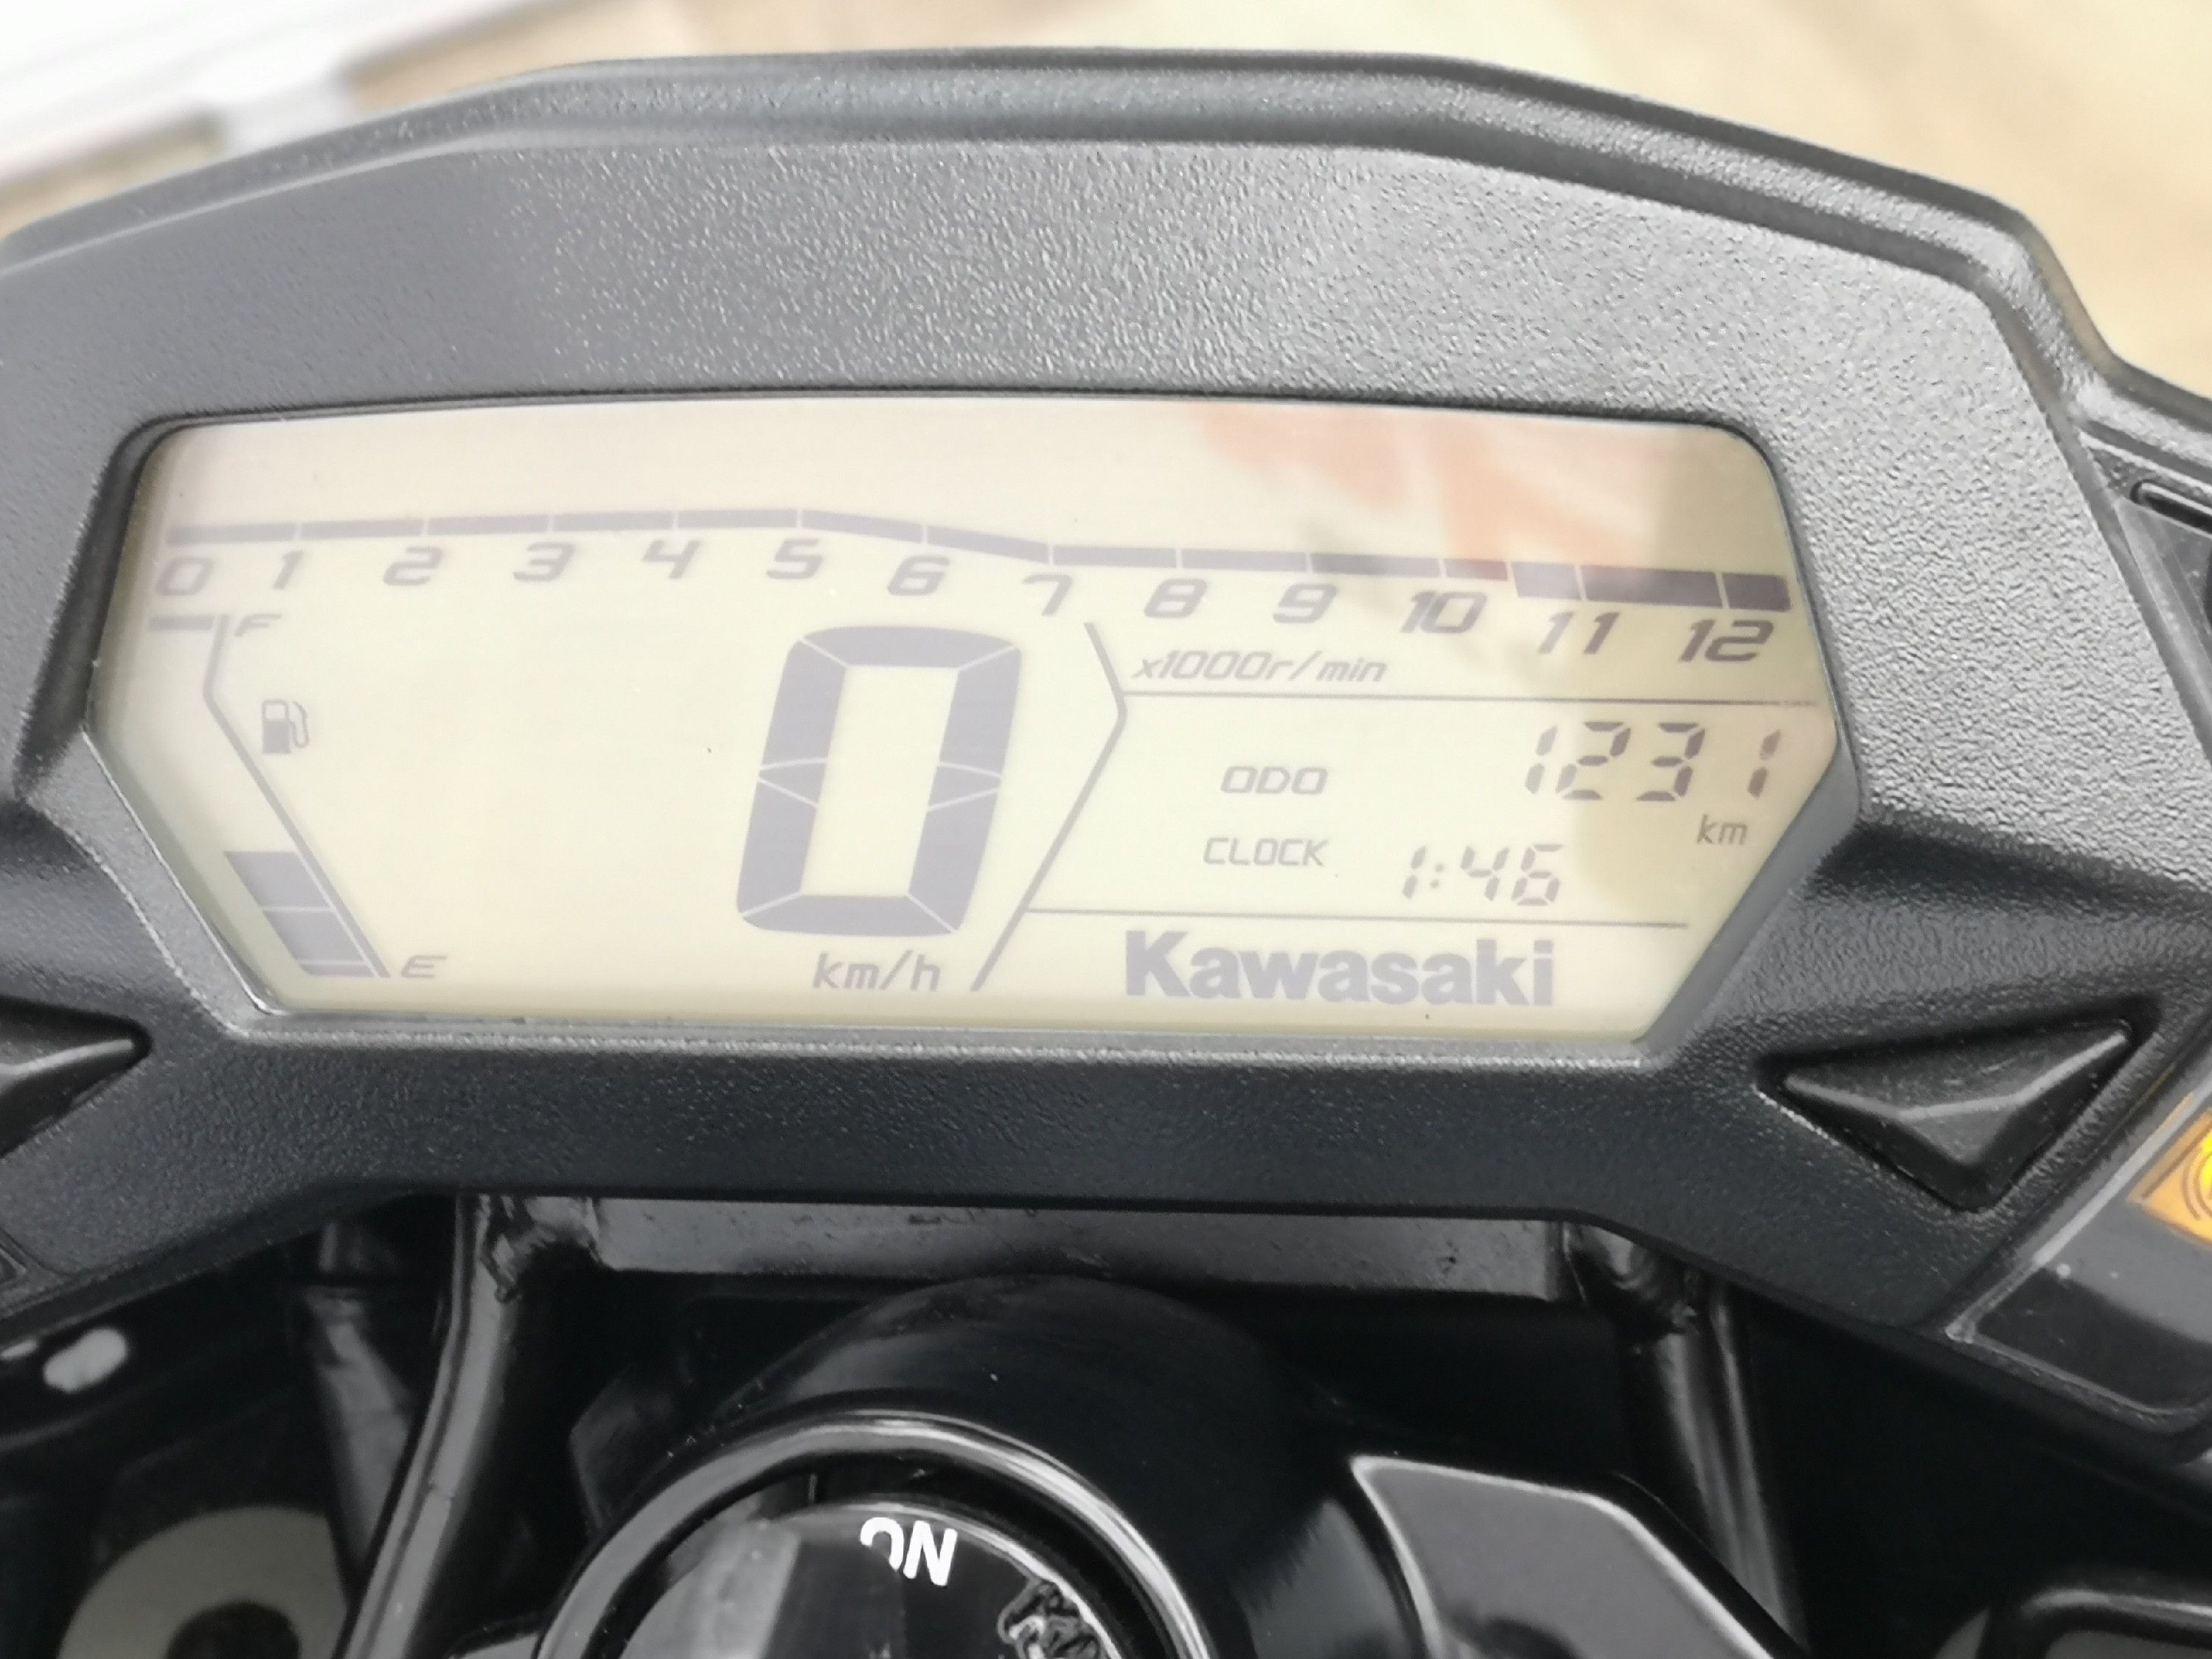 0 1 2 3 4 5 6 7 8 9 10 11 12
x1000r/min
F
ODO 1231
km
CLOCK 1:46
0
E
km/h
Kawasaki
ON